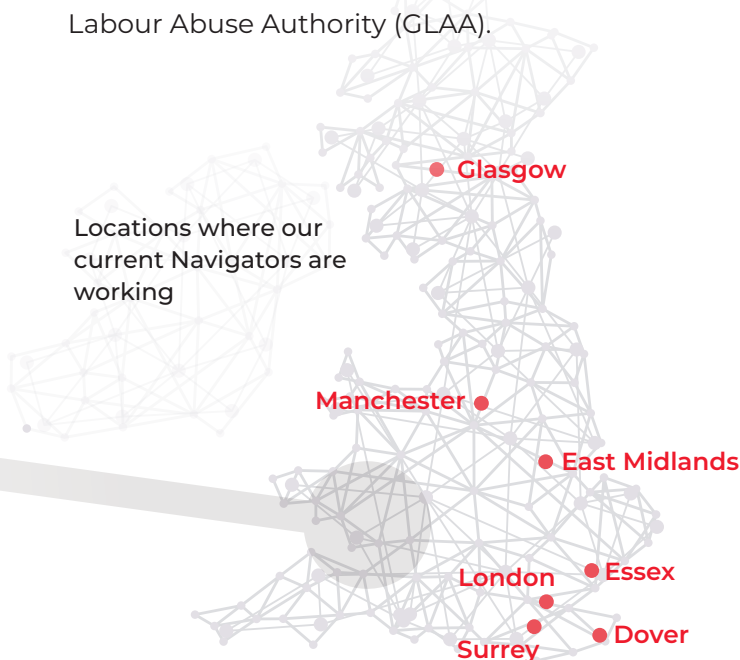 Labour Abuse Authority (GLAA).
Glasgow
Locations where our
current Navigators are
working
Manchester
East Midlands
Essex
London
Dover
Surrey